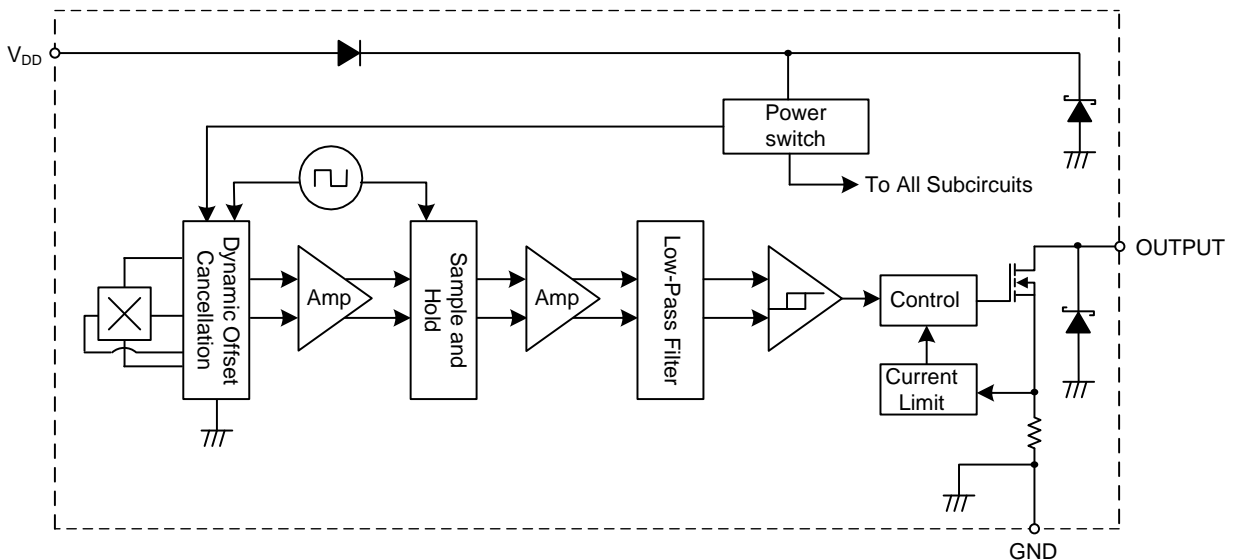 VDD
Power
switch
To All Subcircuits
OUTPUT
Dynamic Offset
Cancellation
Amp
Sample and
Hold
Amp
Low-Pass Filter
Control
Current
Limit
GND